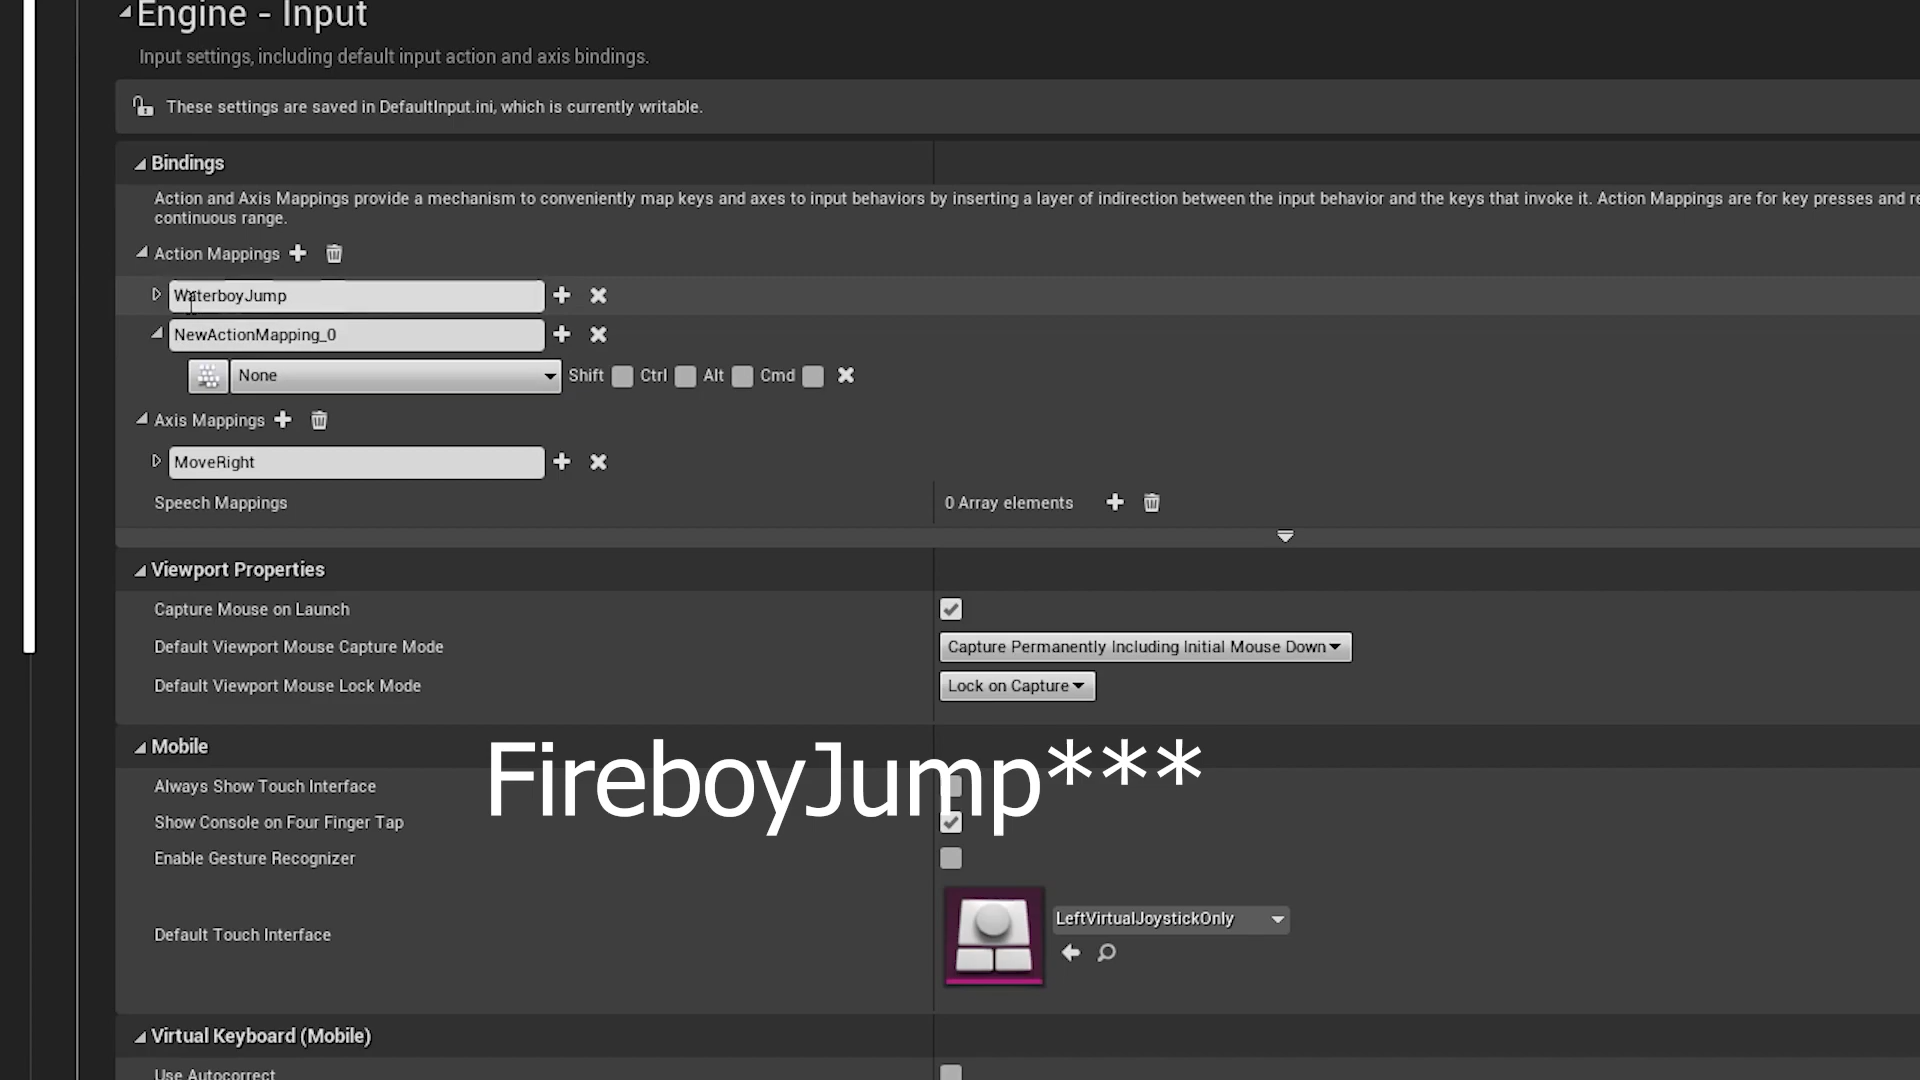 Engine - Input
Input settings, including default input action and axis bindings.
These settings are saved in DefaultInput.ini, which is currently writable.
Bindings
Action and Axis Mappings provide a mechanism to conveniently map keys and axes to input behaviors by inserting a layer of indirection between the input behavior and the keys that invoke it. Action Mappings are for key presses and re
continuous range.
Action Mappings
WaterboyJump
NewActionMapping_0
None Shift Ctrl Alt Cmd
Axis Mappings
MoveRight
Speech Mappings 0 Array elements
Viewport Properties
Capture Mouse on Launch
Default Viewport Mouse Capture Mode Capture Permanently Including Initial Mouse Down
Default Viewport Mouse Lock Mode Lock on Capture
Mobile
FireboyJump***
Always Show Touch Interface
Show Console on Four Finger Tap
Enable Gesture Recognizer
Default Touch Interface LeftVirtualJoystickOnly
Virtual Keyboard (Mobile)
Use Autocorrect